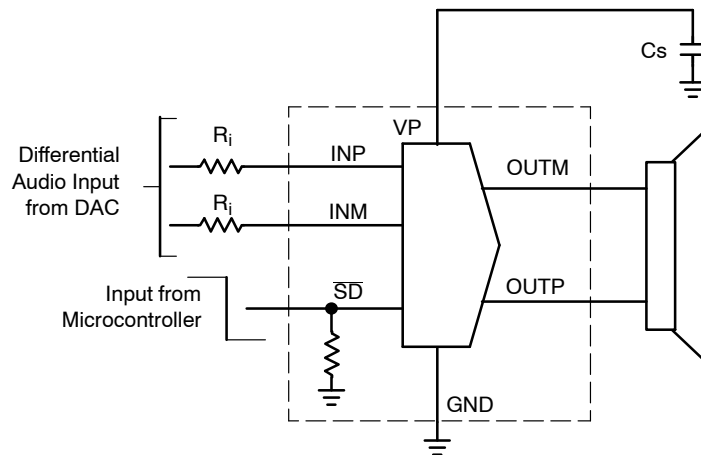 Cs
VP
Ri
INP
OUTM
Differential
Audio Input
from DAC
Ri
INM
SD
OUTP
Input from
Microcontroller
GND